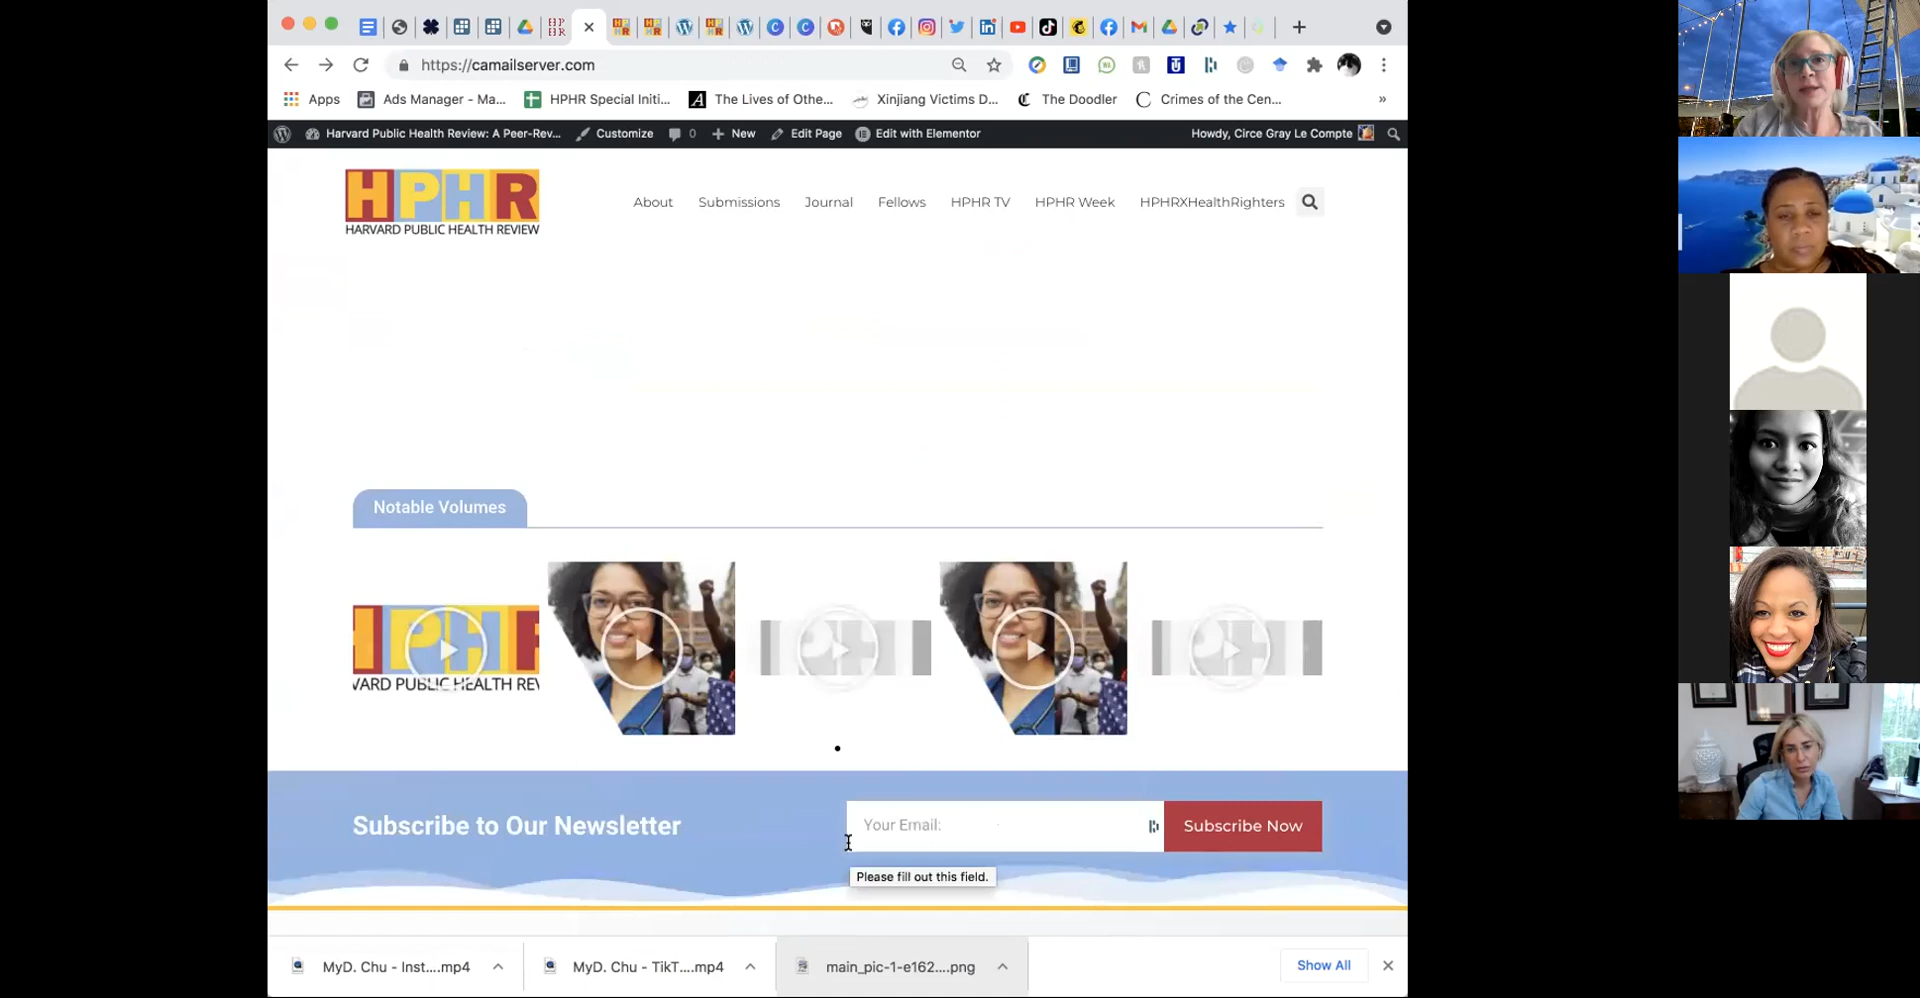 https://camailserver.com
Apps
Ads Manager - Ma...
HPHR Special Initi...
The Lives of Othe...
Xinjiang Victims D...
The Doodler
Crimes of the Cen...
»
Harvard Public Health Review: A Peer-Rev...
Customize
0
New
Edit Page
Edit with Elementor
Howdy, Circe Gray Le Compte
HPHR
HARVARD PUBLIC HEALTH REVIEW
About
Submissions
Journal
Fellows
HPHR TV
HPHR Week
HPHRXHealthRighters
Notable Volumes
HPHR
VARD PUBLIC HEALTH REV
Subscribe to Our Newsletter
Your Email:
Subscribe Now
Please fill out this field.
MyD. Chu - Inst....mp4
MyD. Chu - TikT....mp4
main_pic-1-e162....png
Show All